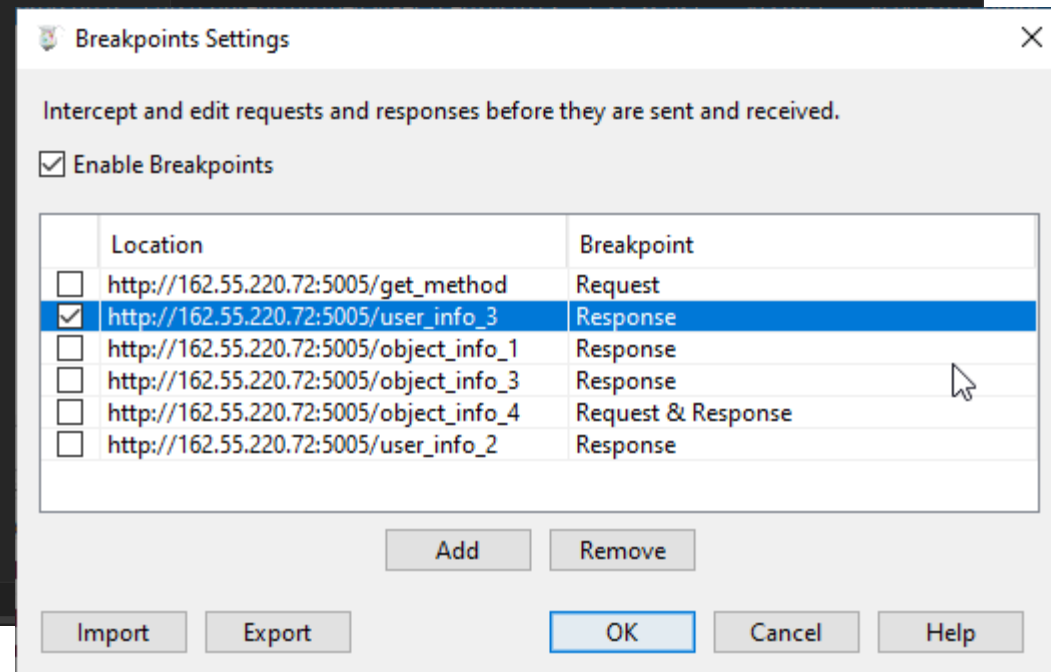 Breakpoints Settings
Intercept and edit requests and responses before they are sent and received.
Enable Breakpoints
Location Breakpoint
http://162.55.220.72:5005/get_method Request
http://162.55.220.72:5005/user_info_3 Response
http://162.55.220.72:5005/object_info_1 Response
http://162.55.220.72:5005/object_info_3 Response
http://162.55.220.72:5005/object_info_4 Request & Response
http://162.55.220.72:5005/user_info_2 Response
Add Remove
Import Export OK Cancel Help